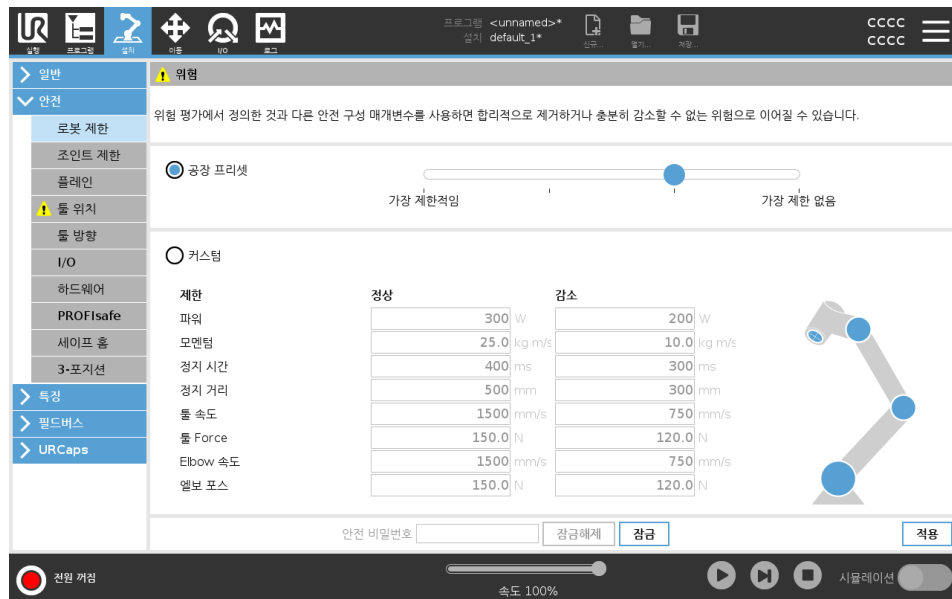 UR
프로그램 <unnamed>*
설치 default_1*
실행 프로그램 설치 이동 I/O 로그
신규... 열기... 저장...
CCCC
CCCC
일반
안전
로봇 제한
조인트 제한
플레인
툴 위치
툴 방향
I/O
하드웨어
PROFIsafe
세이프 홈
3-포지션
특징
필드버스
URCaps
위험
위험 평가에서 정의한 것과 다른 안전 구성 매개변수를 사용하면 합리적으로 제거하거나 충분히 감소할 수 없는 위험으로 이어질 수 있습니다.
공장 프리셋
가장 제한적임 가장 제한 없음
커스텀
제한 정상 감소
파워 300 W 200 W
모멘텀 25.0 kg m/s 10.0 kg m/s
정지 시간 400 ms 300 ms
정지 거리 500 mm 300 mm
툴 속도 1500 mm/s 750 mm/s
툴 Force 150.0 N 120.0 N
Elbow 속도 1500 mm/s 750 mm/s
엘보 포스 150.0 N 120.0 N
안전 비밀번호 잠금해제 잠금 적용
전원 꺼짐
속도 100%
시뮬레이션